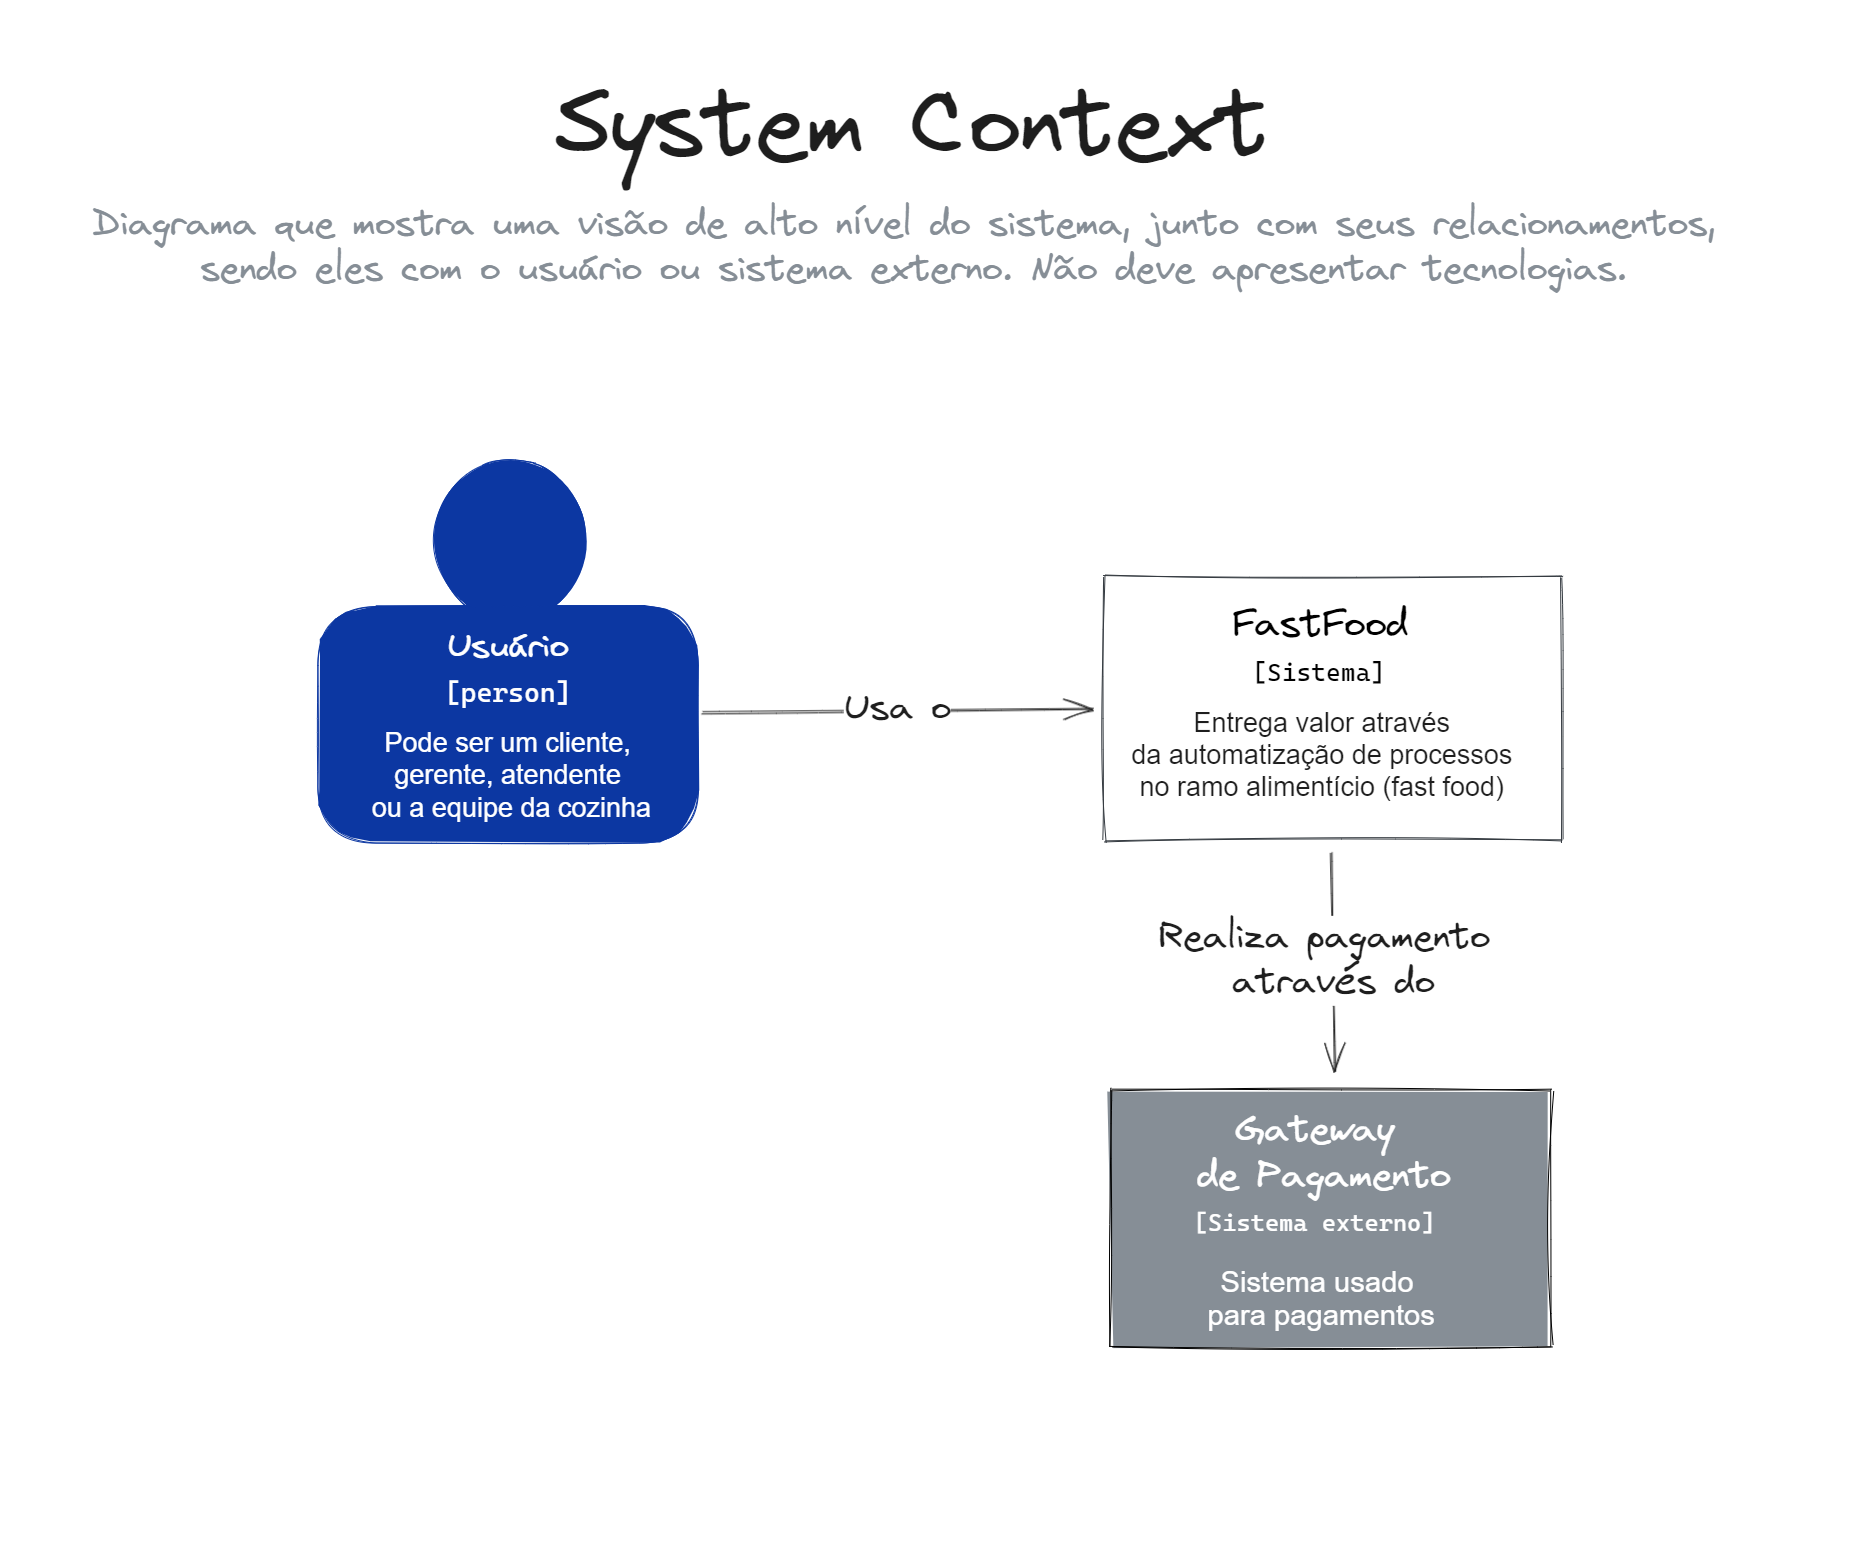 System Context
Diagrama que mostra uma visão de alto nível do sistema, junto com seus relacionamentos,
sendo eles com o usuário ou sistema externo. Não deve apresentar tecnologias.
Usuário
[person]
Pode ser um cliente,
gerente, atendente
ou a equipe da cozinha
Usa o
FastFood
[Sistema]
Entrega valor através
da automatização de processos
no ramo alimentício (fast food)
Realiza pagamento
através do
Gateway
de Pagamento
[Sistema externo]
Sistema usado
para pagamentos